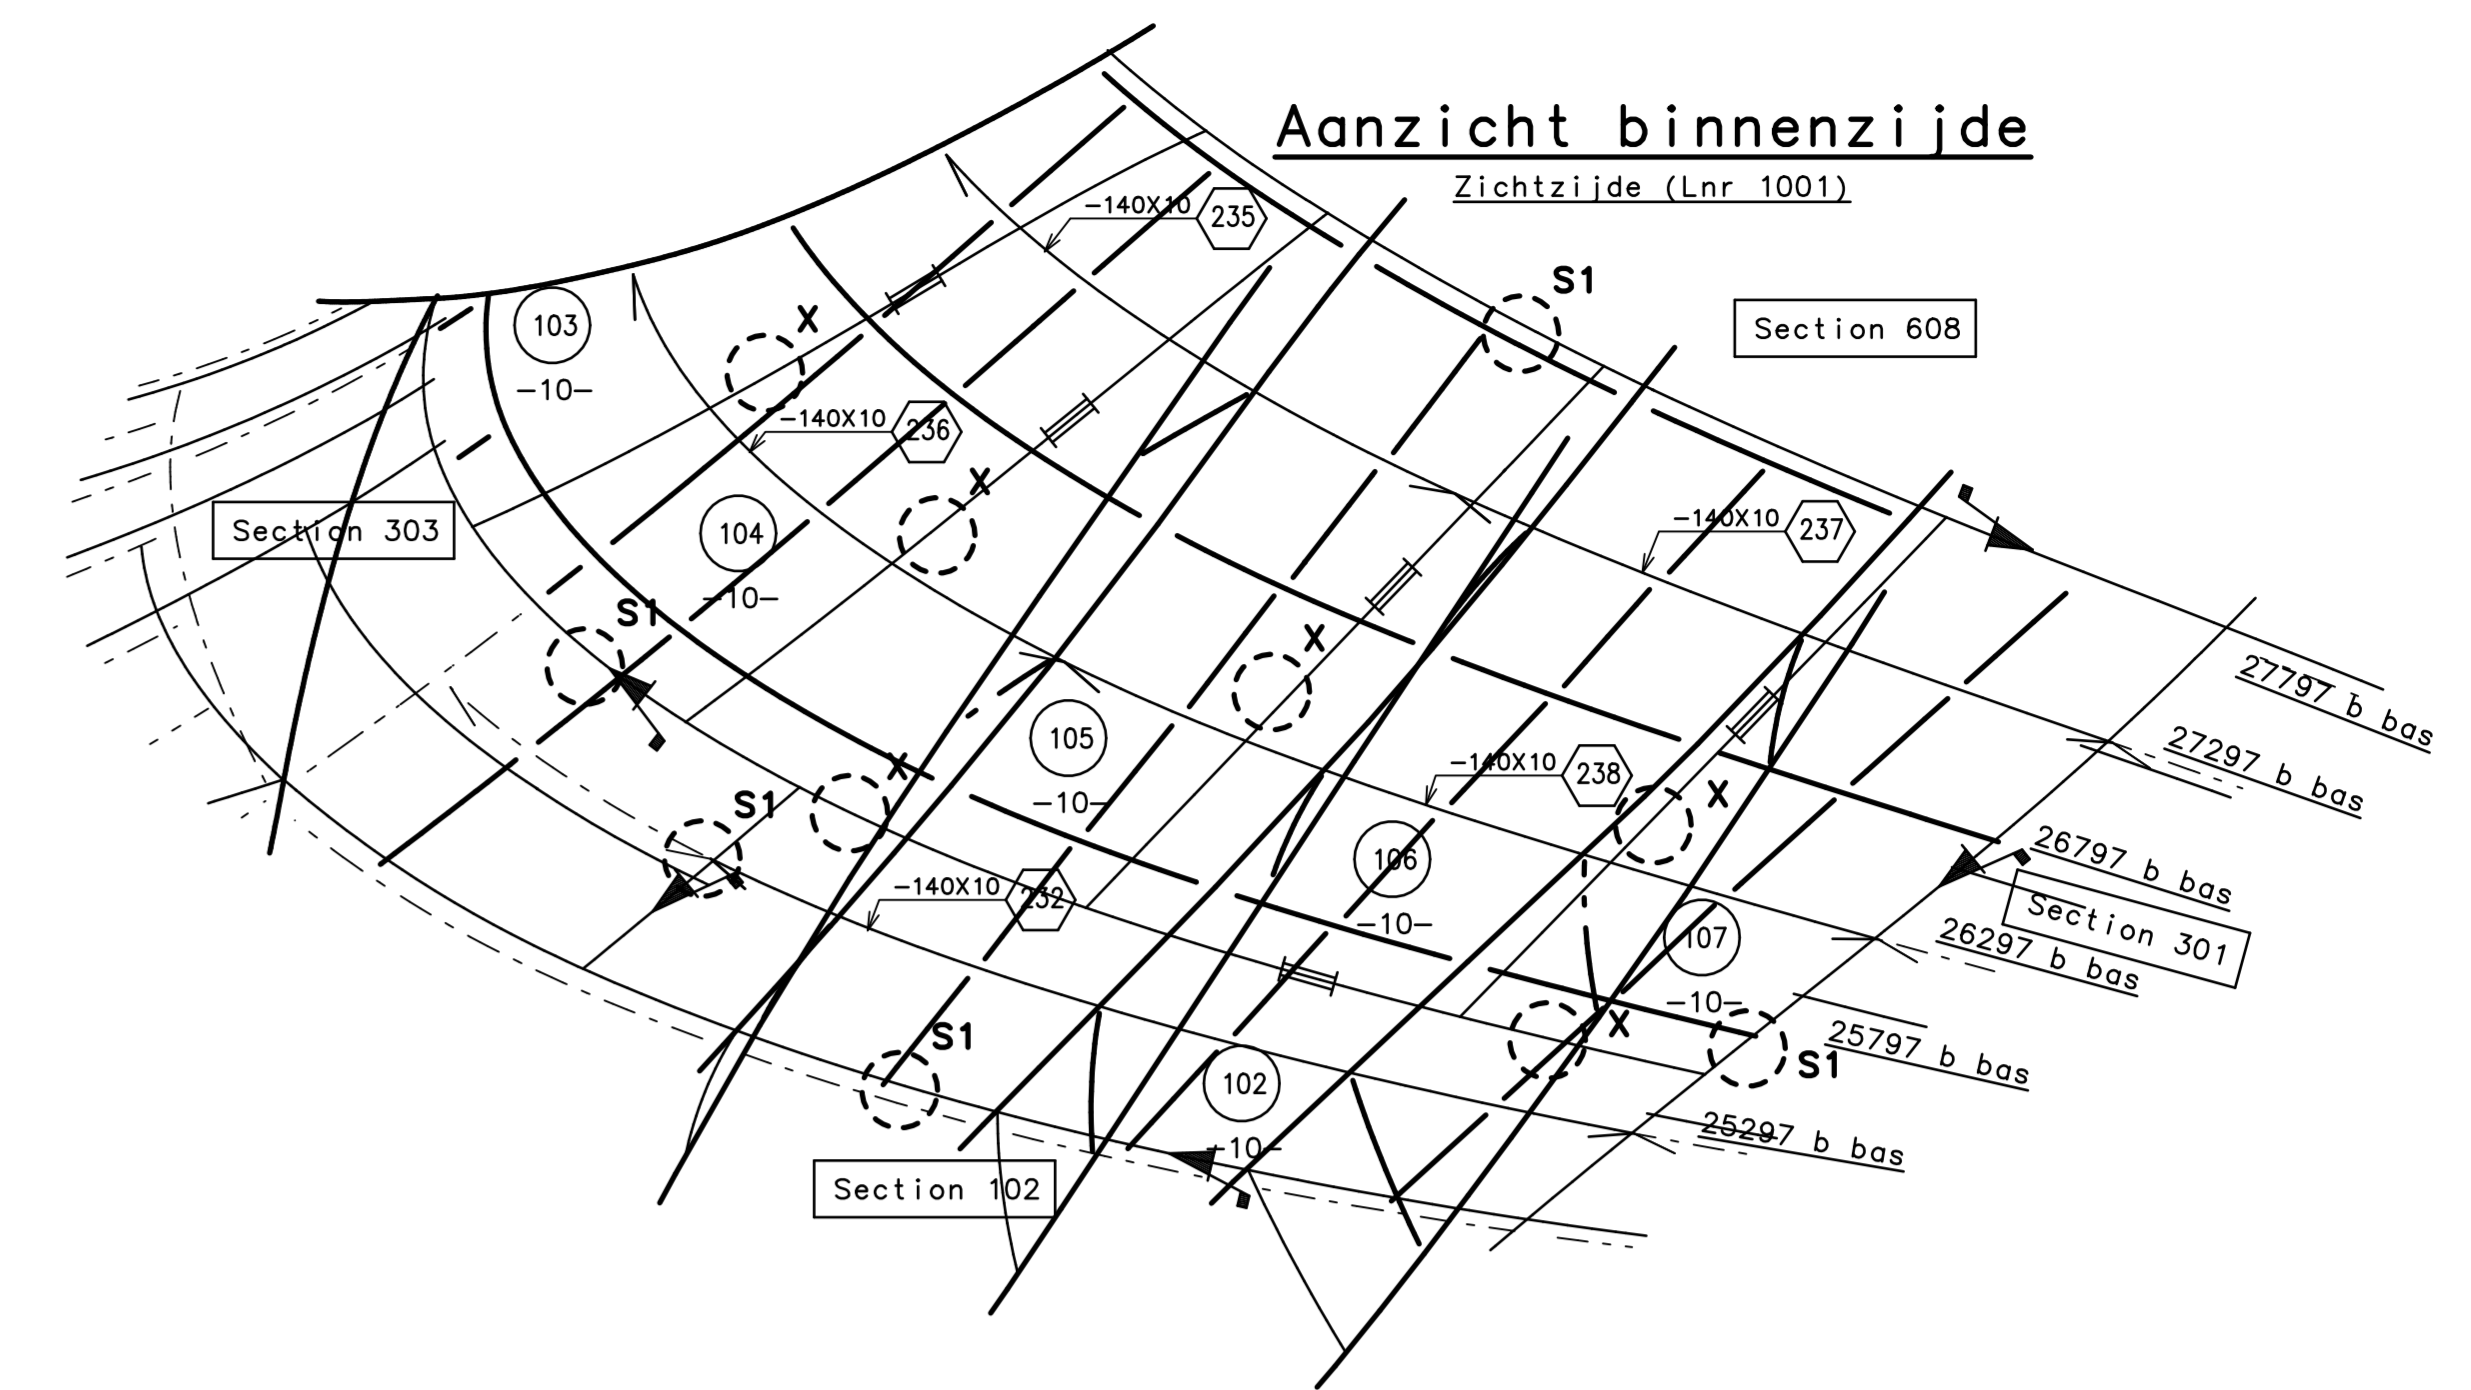 Aanzicht binnenzijde
Zichtzijde (Lnr 1001)
-140X10
235
S1
Section 608
103
-10-
X
-140X10
236
X
Section 303
104
-10-
-140X10
237
S1
X
27797 b bas
105
-10-
X
S1
-140X10
238
X
27297 b bas
106
-10-
26797 b bas
-140X10
232
107
-10-
Section 301
26297 b bas
S1
X
S1
25797 b bas
102
-10-
25297 b bas
Section 102